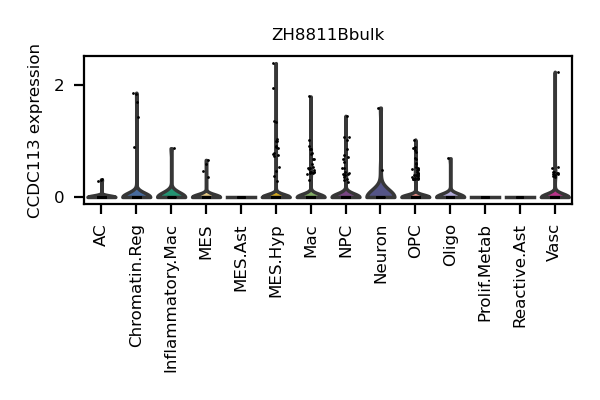 ZH8811Bbulk
CCDC113 expression
2
0
AC
Chromatin.Reg
Inflammatory.Mac
MES
MES.Ast
MES.Hyp
Mac
NPC
Neuron
OPC
Oligo
Prolif.Metab
Reactive.Ast
Vasc